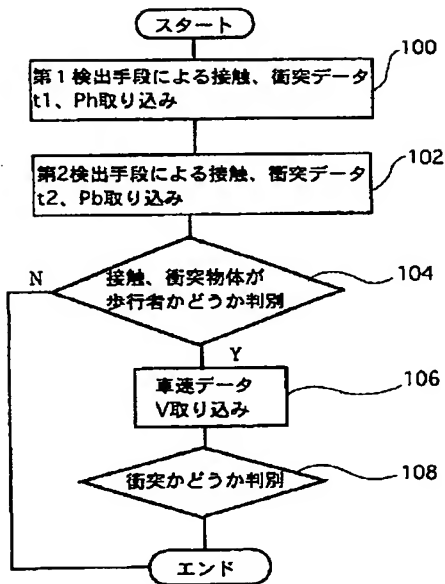 スタート
100
第1検出手段による接触、衝突データ
t1、Ph取り込み
102
第2検出手段による接触、衝突データ
t2、Pb取り込み
104
N
接触、衝突物体が
歩行者かどうか判別
Y
106
車速データ
V取り込み
108
衝突かどうか判別
エンド